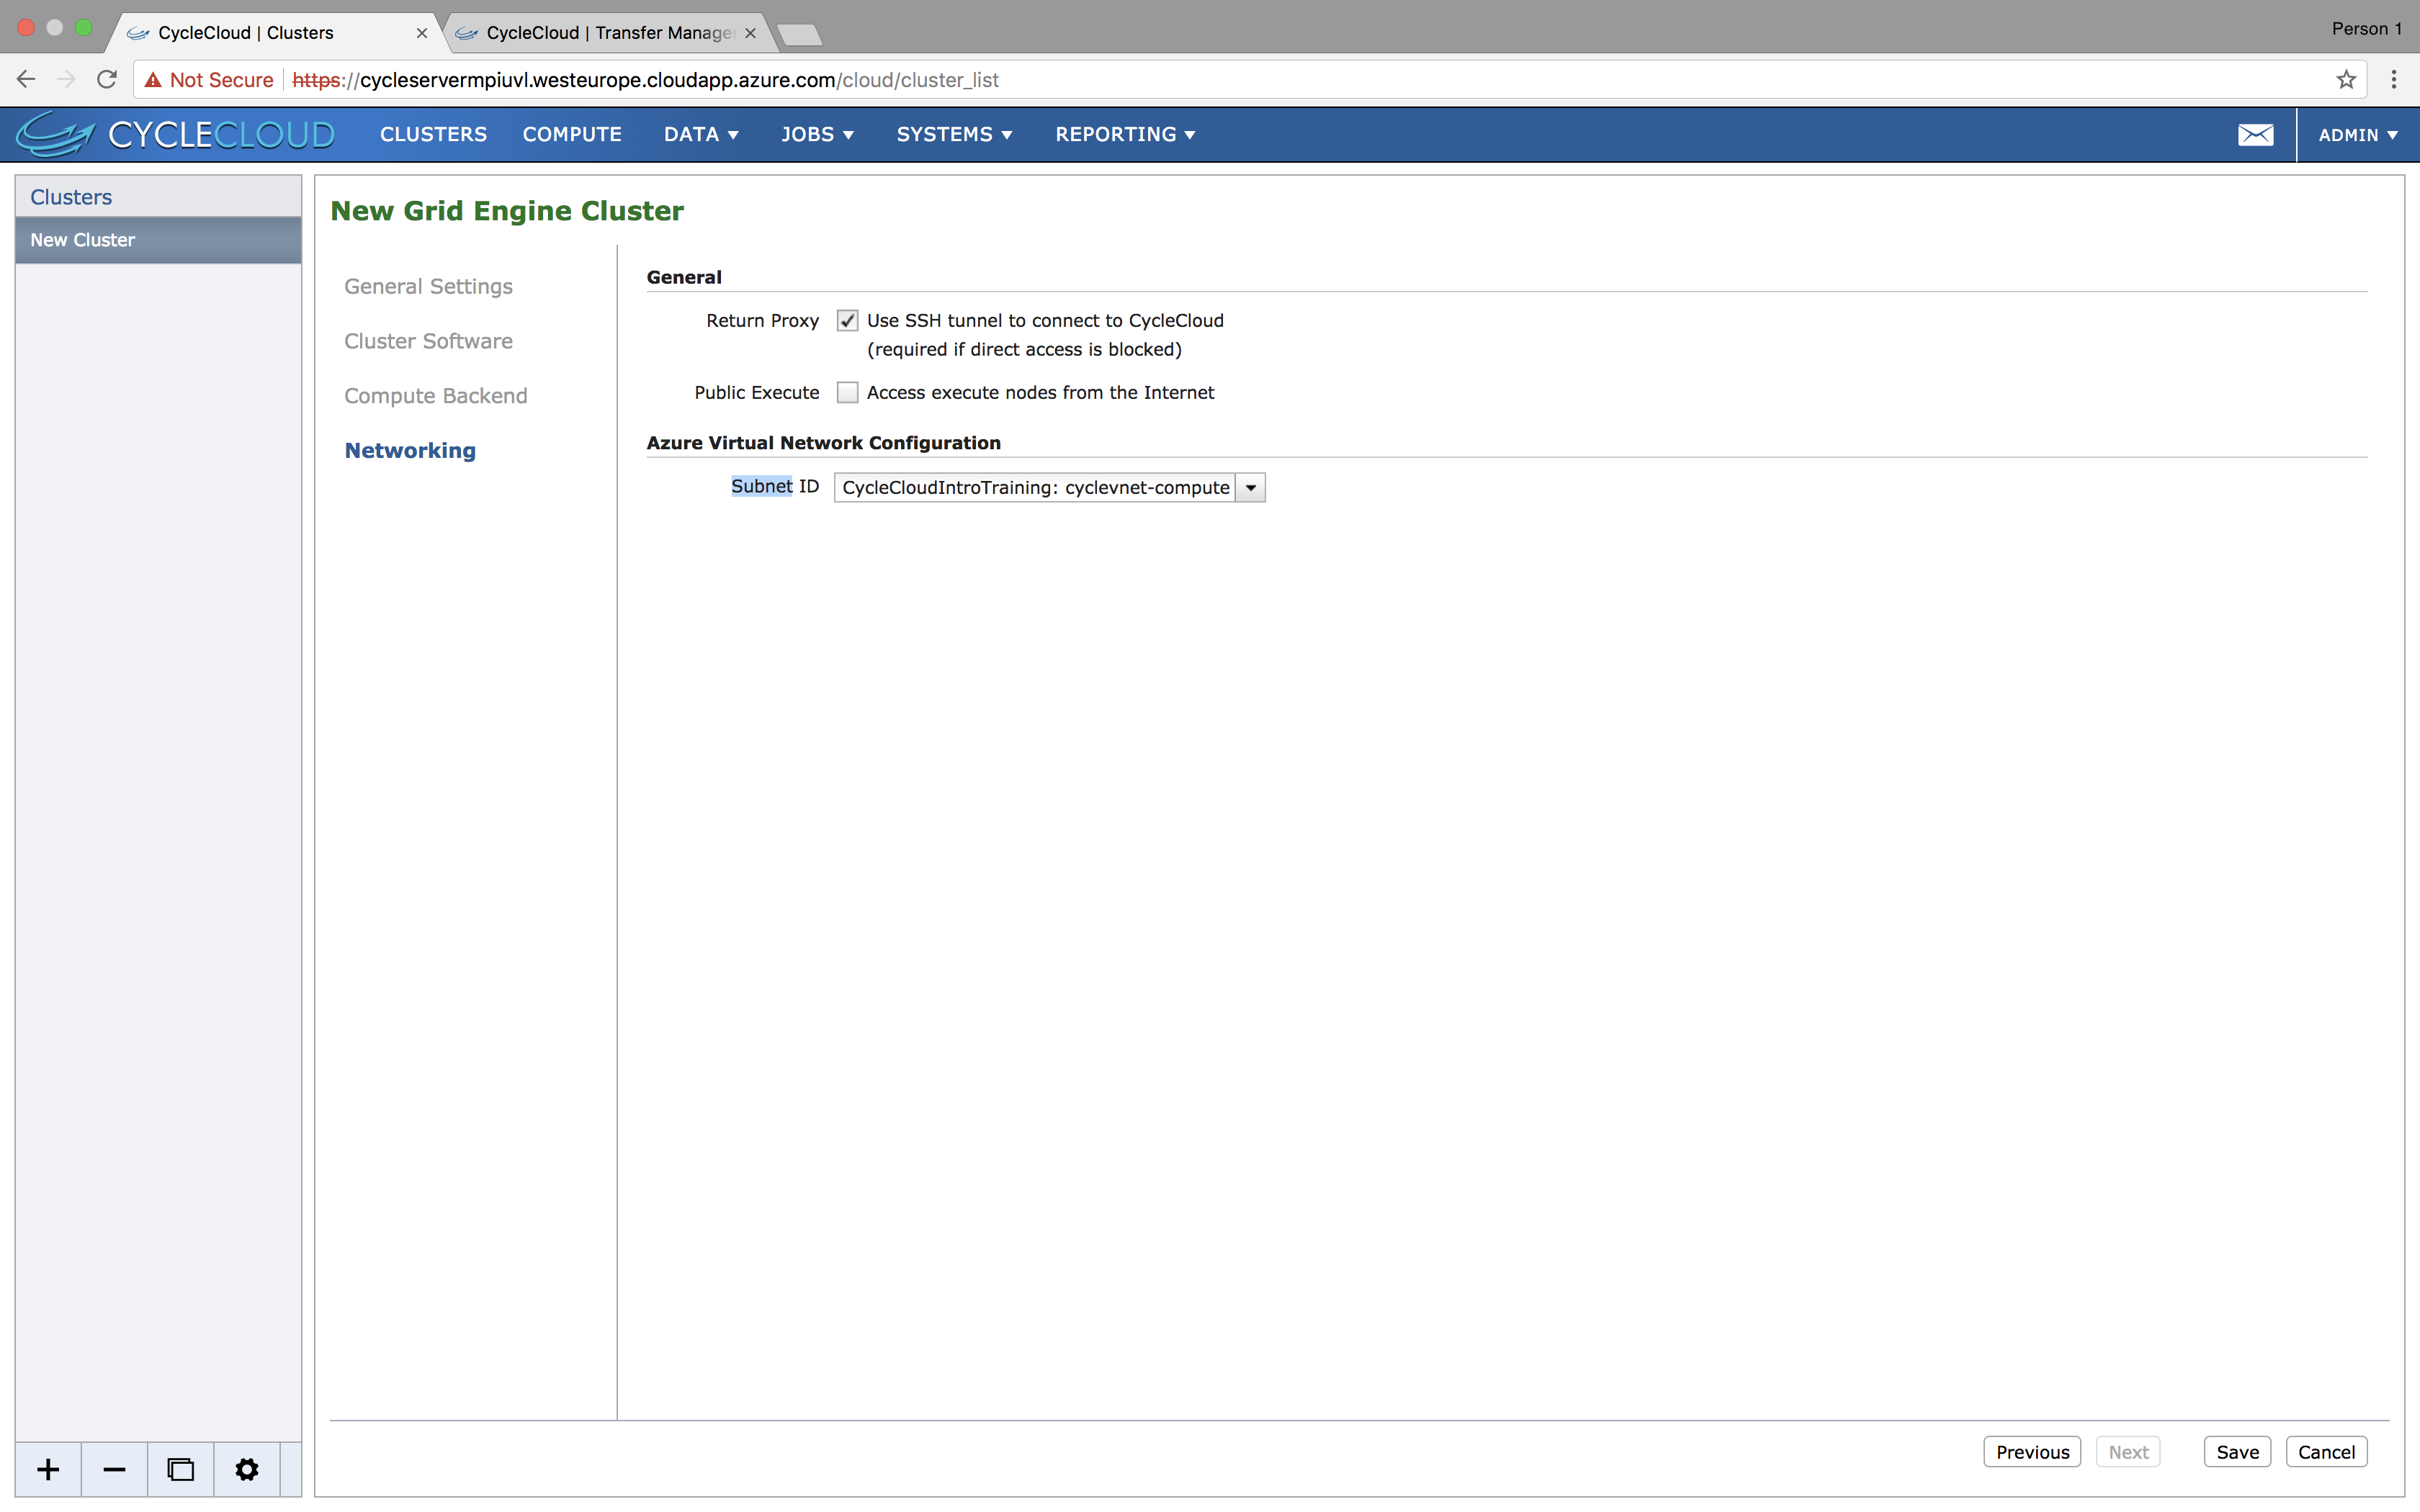 CycleCloud | Clusters
CycleCloud | Transfer Manager
Person 1
Not Secure
https://cycleservermpiuvl.westeurope.cloudapp.azure.com/cloud/cluster_list
CYCLECLOUD
CLUSTERS
COMPUTE
DATA
JOBS
SYSTEMS
REPORTING
ADMIN
Clusters
New Cluster
New Grid Engine Cluster
General Settings
Cluster Software
Compute Backend
Networking
General
Return Proxy
Use SSH tunnel to connect to CycleCloud
(required if direct access is blocked)
Public Execute
Access execute nodes from the Internet
Azure Virtual Network Configuration
Subnet ID
CycleCloudIntroTraining: cyclevnet-compute
Previous
Next
Save
Cancel